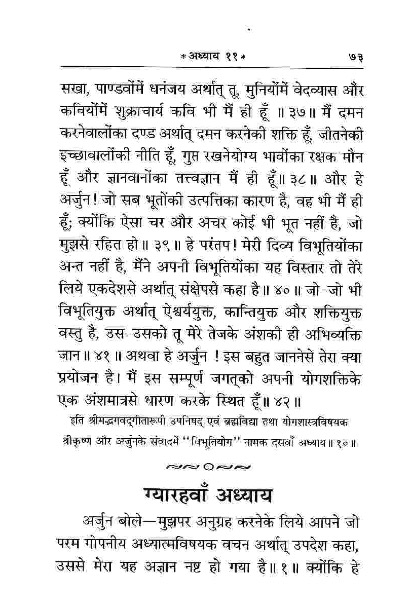 * अध्याय ११ * ७३
सखा, पाण्डवोंमें धनंजय अर्थात् तू, मुनियोंमें वेदव्यास और
कवियोंमें शुक्राचार्य कवि भी मैं ही हूँ ॥ ३७॥ मैं दमन
करनेवालोंका दण्ड अर्थात् दमन करनेकी शक्ति हूँ, जीतनेकी
इच्छावालोंकी नीति हूँ, गुप्त रखनेयोग्य भावोंका रक्षक मौन
हूँ और ज्ञानवानोंका तत्त्वज्ञान मैं ही हूँ॥ ३८॥ और हे
अर्जुन! जो सब भूतोंकी उत्पत्तिका कारण है, वह भी मैं ही
हूँ; क्योंकि ऐसा चर और अचर कोई भी भूत नहीं है, जो
मुझसे रहित हो॥ ३९॥ हे परंतप! मेरी दिव्य विभूतियोंका
अन्त नहीं है, मैंने अपनी विभूतियोंका यह विस्तार तो तेरे
लिये एकदेशसे अर्थात् संक्षेपसे कहा है॥ ४०॥ जो-जो भी
विभूतियुक्त अर्थात् ऐश्वर्ययुक्त, कान्तियुक्त और शक्तियुक्त
वस्तु है, उस उसको तू मेरे तेजके अंशकी ही अभिव्यक्ति
जान॥ ४१॥ अथवा हे अर्जुन ! इस बहुत जाननेसे तेरा क्या
प्रयोजन है। मैं इस सम्पूर्ण जगत्को अपनी योगशक्तिके
एक अंशमात्रसे धारण करके स्थित हूँ॥ ४२॥
इति श्रीमद्भगवद्गीतारूपी उपनिषद् एवं ब्रह्मविद्या तथा योगशास्त्रविषयक
श्रीकृष्ण और अर्जुनके संवादमें "विभूतियोग" नामक दसवाँ अध्याय॥ १०॥
ग्यारहवाँ अध्याय
अर्जुन बोले—मुझपर अनुग्रह करनेके लिये आपने जो
परम गोपनीय अध्यात्मविषयक वचन अर्थात् उपदेश कहा,
उससे मेरा यह अज्ञान नष्ट हो गया है॥ १॥ क्योंकि हे